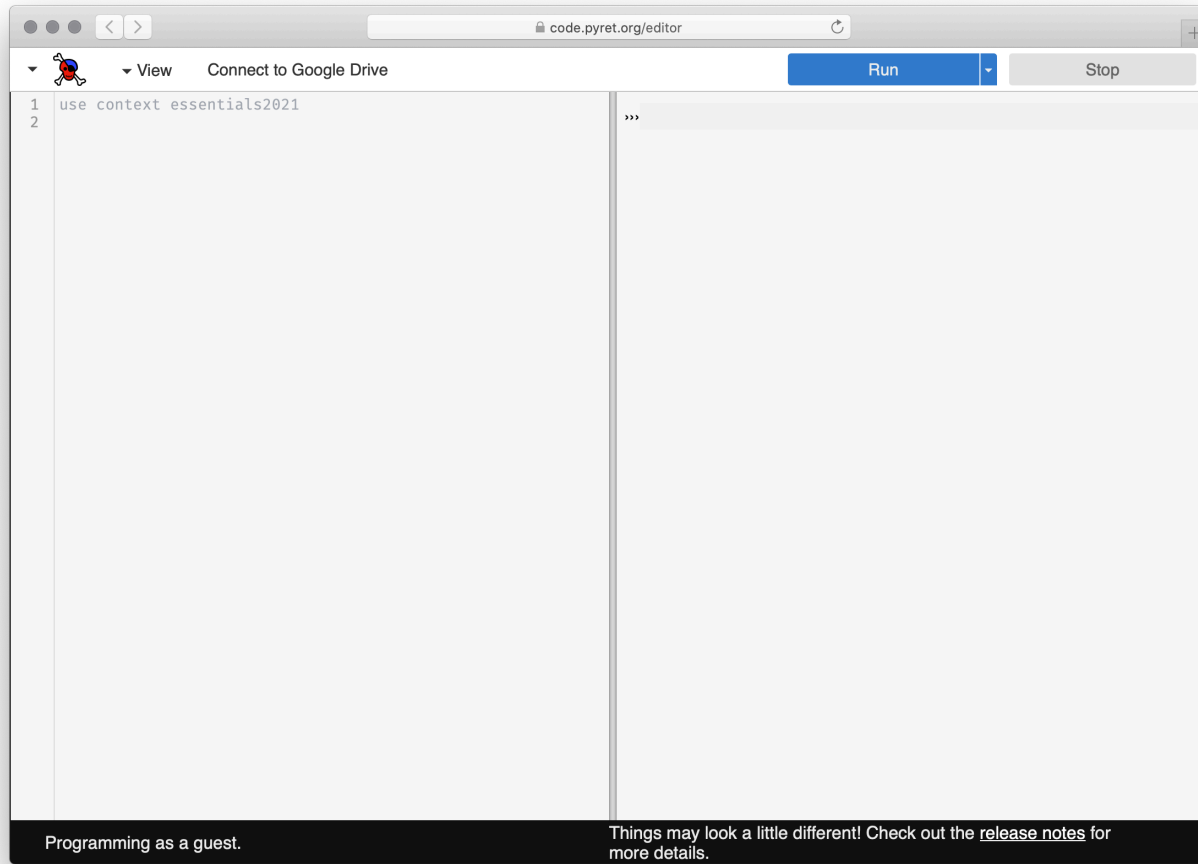 code.pyret.org/editor
View Connect to Google Drive Run Stop
1 use context essentials2021
2
›››
Programming as a guest.
Things may look a little different! Check out the release notes for
more details.